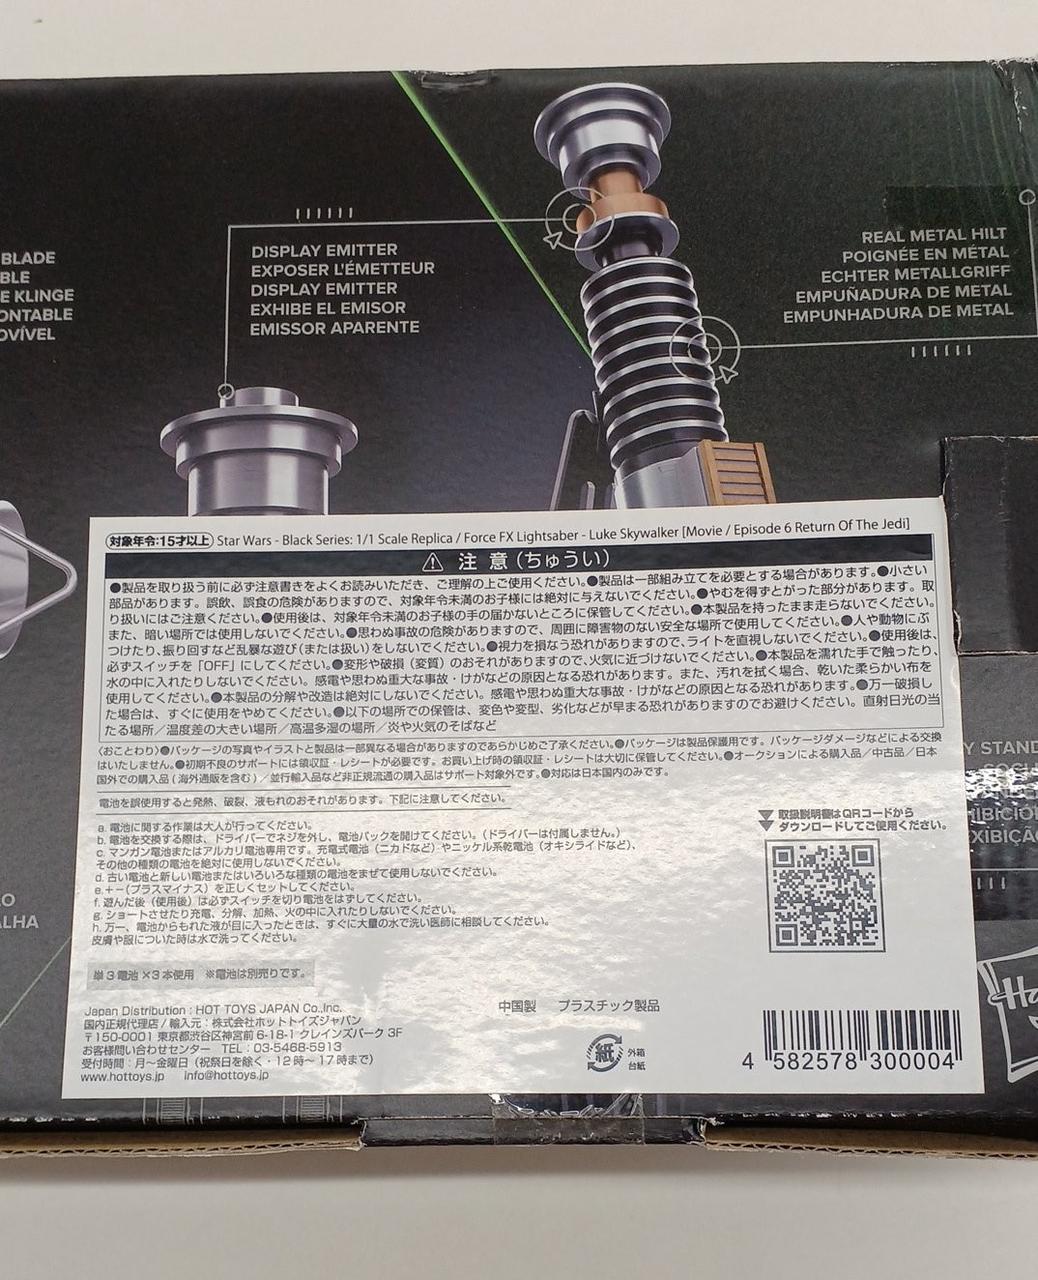 BLADE
BLE
E KLINGE
ONTABLE
OVÍVEL
DISPLAY EMITTER
EXPOSER L'ÉMETTEUR
DISPLAY EMITTER
EXHIBE EL EMISOR
EMISSOR APARENTE
REAL METAL HILT
POIGNÉE EN MÉTAL
ECHTER METALLGRIFF
EMPUÑADURA DE METAL
EMPUNHADURA DE METAL
対象年令:15才以上 Star Wars - Black Series: 1/1 Scale Replica / Force FX Lightsaber - Luke Skywalker [Movie / Episode 6 Return Of The Jedi]
⚠ 注 意(ちゅうい)
●製品を取り扱う前に必ず注意書きをよくお読みいただき、ご理解の上ご使用ください。●製品は一部組み立てを必要とする場合があります。●小さい
部品があります。誤飲、誤食の危険がありますので、対象年令未満のお子様には絶対に与えないでください。●やむを得ずとがった部分があります。取
り扱いにはご注意ください。●使用後は、対象年令未満のお子様の手の届かないところに保管してください。●本製品を持ったまま走らないでください。
また、暗い場所では使用しないでください。●思わぬ事故の危険がありますので、周囲に障害物のない安全な場所で使用してください。●人や動物にぶ
つけたり、振り回すなど乱暴な遊び(または扱い)をしないでください。●視力を損なう恐れがありますので、ライトを直視しないでください。●使用後は、
必ずスイッチを「OFF」にしてください。●変形や破損(変質)のおそれがありますので、火気に近づけないでください。●本製品を濡れた手で触ったり、
水の中に入れたりしないでください。感電や思わぬ重大な事故・けがなどの原因となる恐れがあります。また、汚れを拭く場合、乾いた柔らかい布を
使用してください。●本製品の分解や改造は絶対にしないでください。感電や思わぬ重大な事故・けがなどの原因となる恐れがあります。●万一破損し
た場合は、すぐに使用をやめてください。●以下の場所での保管は、変色や変型、劣化などが早まる恐れがありますのでお避けください。直射日光の当
たる場所／温度差の大きい場所／高温多湿の場所／炎や火気のそばなど
〈おことわり〉●パッケージの写真やイラストと製品は一部異なる場合がありますのであらかじめご了承ください。●パッケージは製品保護用です。パッケージダメージなどによる交換
はいたしません。●初期不良のサポートには領収証・レシートが必要です。お買い上げ時の領収証・レシートは大切に保管してください。●オークションによる購入品／中古品／日本
国外での購入品(海外通販を含む)／並行輸入品など非正規流通の購入品はサポート対象外です。●対応は日本国内のみです。
電池を誤使用すると発熱、破裂、液もれのおそれがあります。下記に注意してください。
a. 電池に関する作業は大人が行ってください。
b. 電池を交換する際は、ドライバーでネジを外し、電池パックを開けてください。(ドライバーは付属しません。)
c. マンガン電池またはアルカリ電池専用です。充電式電池(ニカドなど)やニッケル系乾電池(オキシライドなど)、
その他の種類の電池を絶対に使用しないでください。
d. 古い電池と新しい電池またはいろいろな種類の電池をまぜて使用しないでください。
e. +−(プラスマイナス)を正しくセットしてください。
f. 遊んだ後(使用後)は必ずスイッチを切り電池をはずしてください。
g. ショートさせたり充電、分解、加熱、火の中に入れたりしないでください。
h. 万一、電池からもれた液が目に入ったときは、すぐに大量の水で洗い医師に相談してください。
皮膚や服についた時は水で洗ってください。
取扱説明書はQRコードから
ダウンロードしてご使用ください。
単3電池×3本使用 ※電池は別売りです。
Japan Distribution : HOT TOYS JAPAN Co.,Inc.
国内正規代理店 / 輸入元 : 株式会社ホットトイズジャパン
〒150-0001 東京都渋谷区神宮前 6-18-1 クレインズパーク 3F
お客様問い合わせセンター TEL : 03-5468-5913
受付時間 : 月〜金曜日 (祝祭日を除く・12時〜17時まで)
www.hottoys.jp info@hottoys.jp
中国製 プラスチック製品
紙 外箱
台紙
4 582578 300004
Y STAND
LO
ALHA
Ha